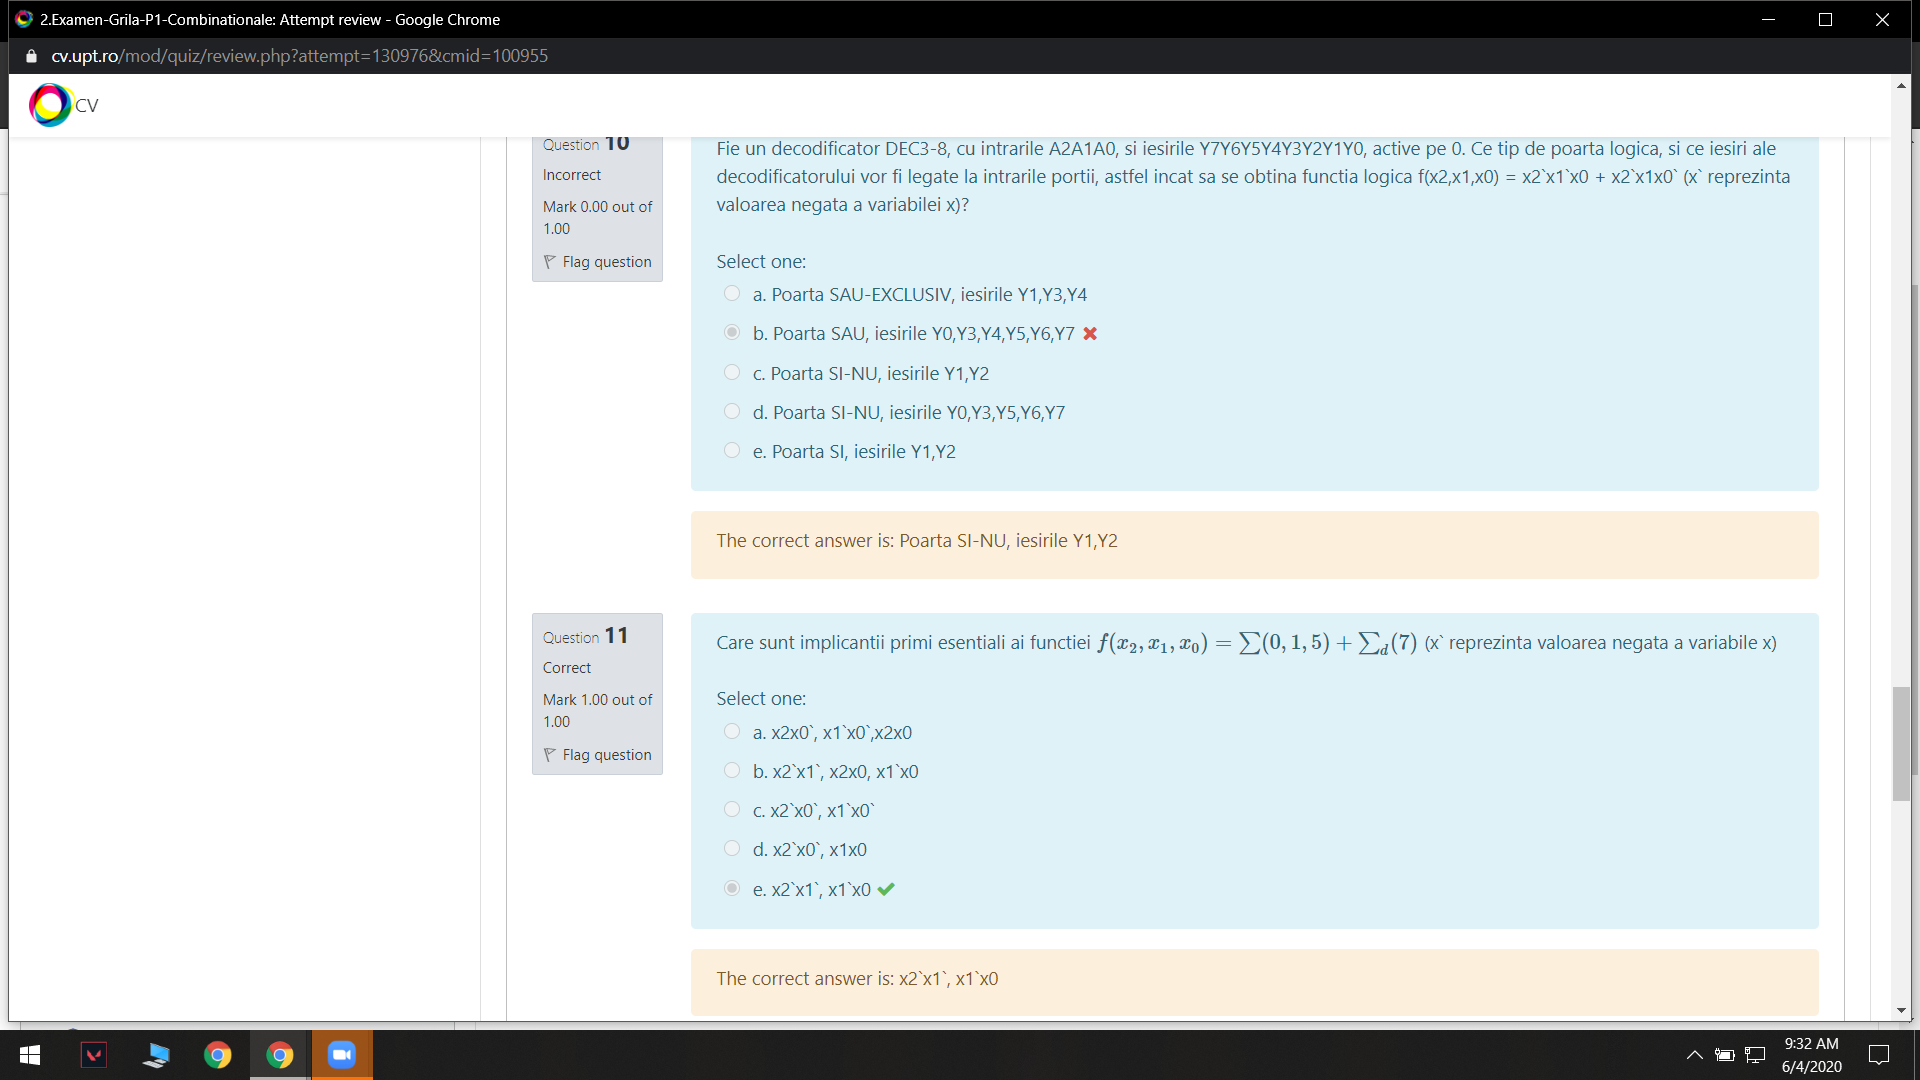 2.Examen-Grila-P1-Combinationale: Attempt review - Google Chrome
cv.upt.ro/mod/quiz/review.php?attempt=130976&cmid=100955
CV
Question 10
Incorrect
Mark 0.00 out of
1.00
Flag question
Fie un decodificator DEC3-8, cu intrarile A2A1A0, si iesirile Y7Y6Y5Y4Y3Y2Y1Y0, active pe 0. Ce tip de poarta logica, si ce iesiri ale
decodificatorului vor fi legate la intrarile portii, astfel incat sa se obtina functia logica f(x2,x1,x0) = x2`x1`x0 + x2`x1x0` (x` reprezinta
valoarea negata a variabilei x)?
Select one:
a. Poarta SAU-EXCLUSIV, iesirile Y1,Y3,Y4
b. Poarta SAU, iesirile Y0,Y3,Y4,Y5,Y6,Y7
c. Poarta SI-NU, iesirile Y1,Y2
d. Poarta SI-NU, iesirile Y0,Y3,Y5,Y6,Y7
e. Poarta SI, iesirile Y1,Y2
The correct answer is: Poarta SI-NU, iesirile Y1,Y2
Question 11
Correct
Mark 1.00 out of
1.00
Flag question
Care sunt implicantii primi esentiali ai functiei f(x₂, x₁, x₀) = ∑(0, 1, 5) + ∑d(7) (x` reprezinta valoarea negata a variabile x)
Select one:
a. x2x0`, x1`x0`,x2x0
b. x2`x1`, x2x0, x1`x0
c. x2`x0`, x1`x0`
d. x2`x0`, x1x0
e. x2`x1`, x1`x0
The correct answer is: x2`x1`, x1`x0
9:32 AM
6/4/2020